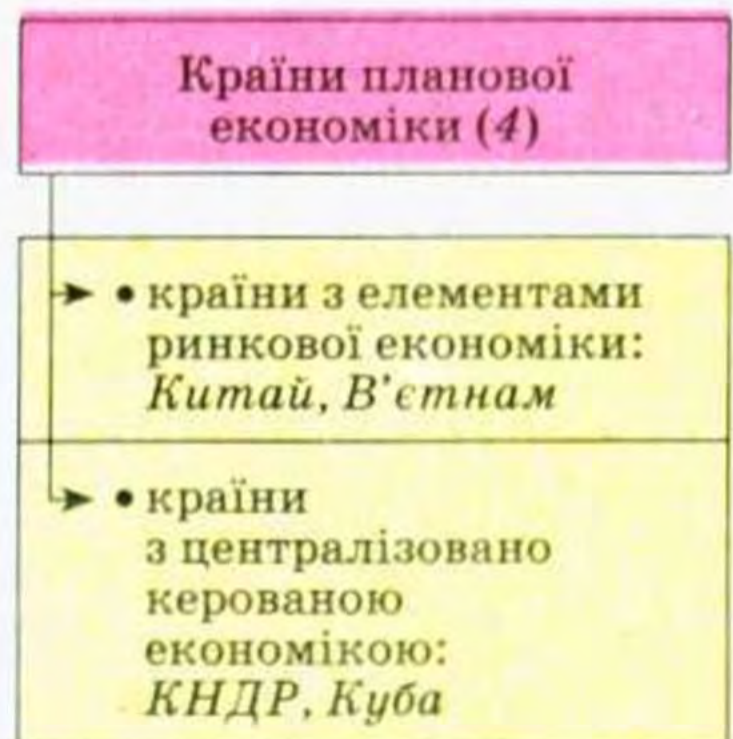 Країни планової
економіки (4)
• країни з елементами
ринкової економіки:
Китай, В'єтнам
• країни
з централізовано
керованою
економікою:
КНДР, Куба